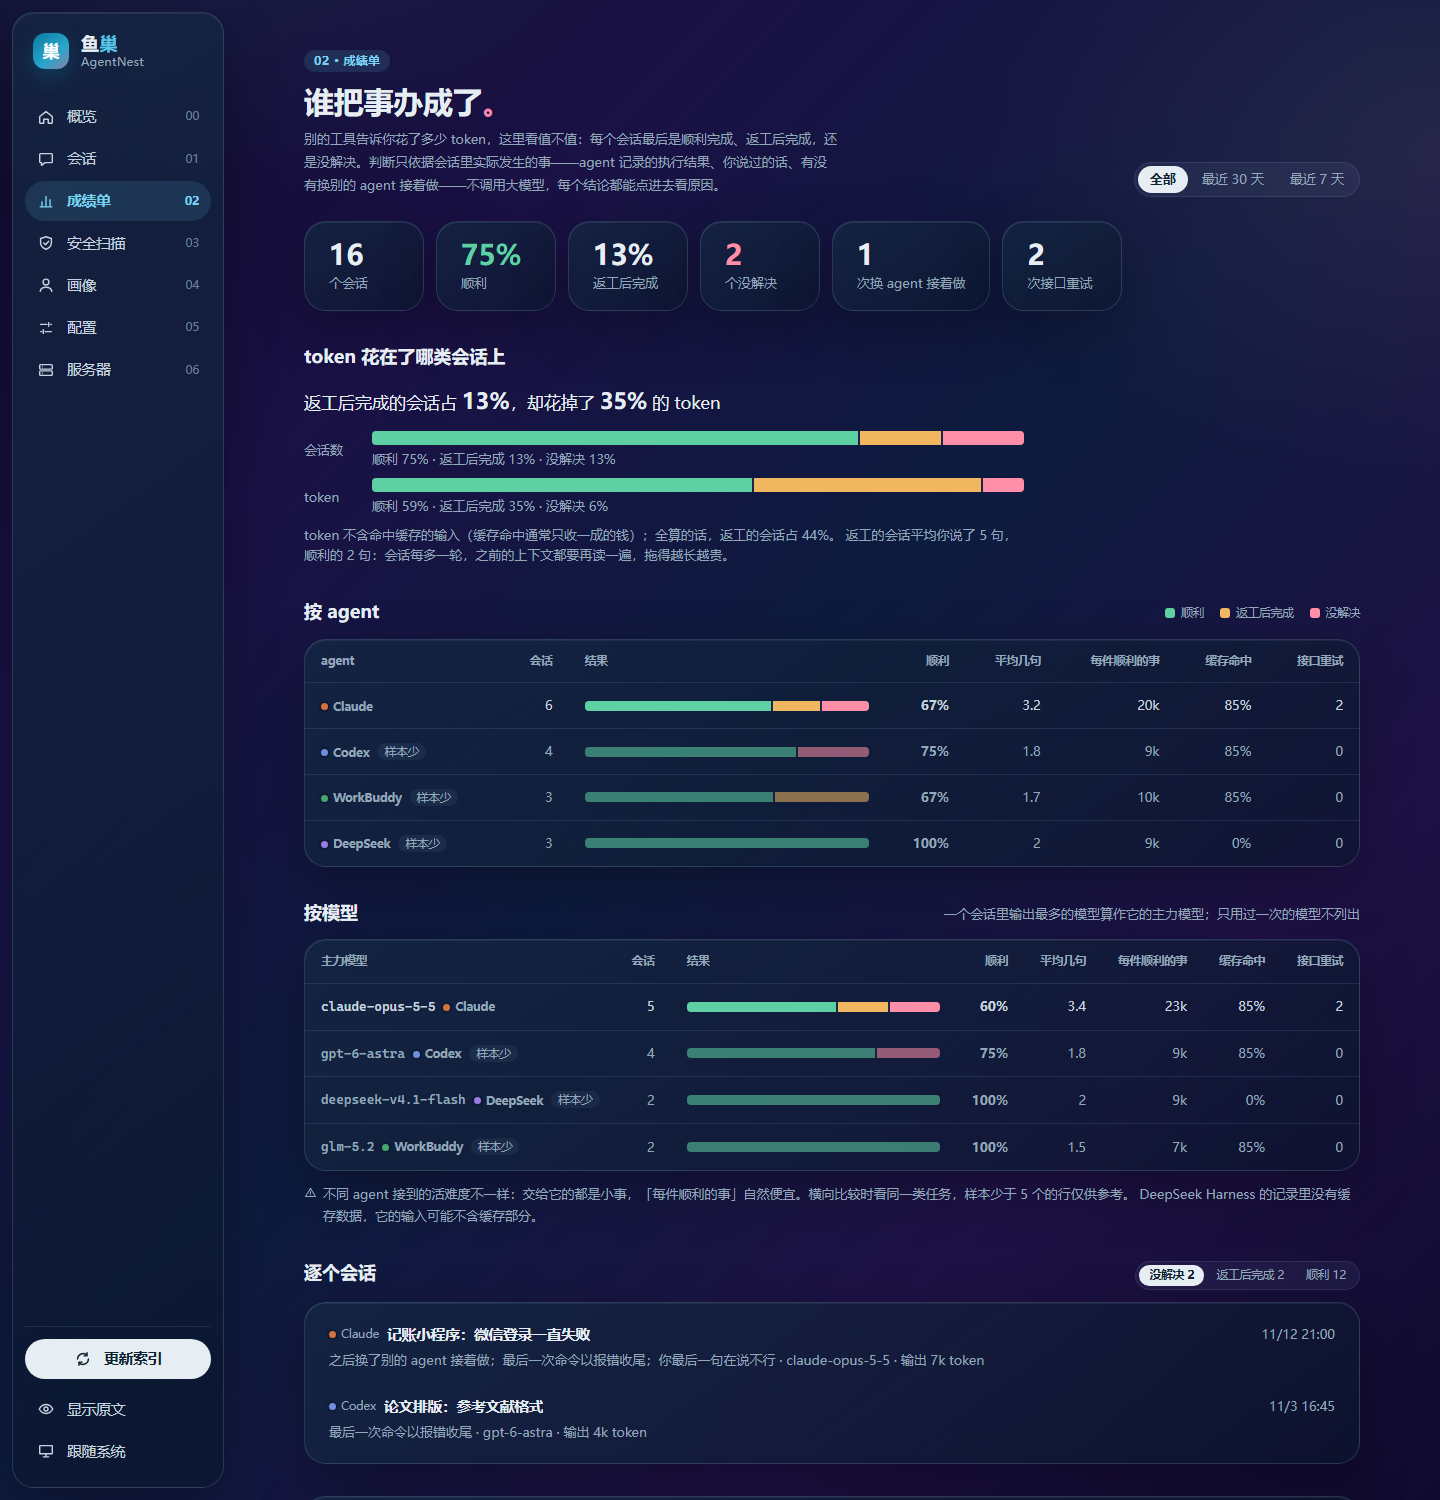 巢
鱼巢
AgentNest
概览 00
会话 01
成绩单 02
安全扫描 03
画像 04
配置 05
服务器 06
更新索引
显示原文
跟随系统
02 • 成绩单
谁把事办成了。
别的工具告诉你花了多少 token，这里看值不值：每个会话最后是顺利完成、返工后完成，还
是没解决。判断只依据会话里实际发生的事——agent 记录的执行结果、你说过的话、有没
有换别的 agent 接着做——不调用大模型，每个结论都能点进去看原因。
全部 最近 30 天 最近 7 天
16
个会话
75%
顺利
13%
返工后完成
2
个没解决
1
次换 agent 接着做
2
次接口重试
token 花在了哪类会话上
返工后完成的会话占 13%，却花掉了 35% 的 token
会话数
顺利 75% · 返工后完成 13% · 没解决 13%
token
顺利 59% · 返工后完成 35% · 没解决 6%
token 不含命中缓存的输入（缓存命中通常只收一成的钱）；全算的话，返工的会话占 44%。 返工的会话平均你说了 5 句，
顺利的 2 句：会话每多一轮，之前的上下文都要再读一遍，拖得越长越贵。
按 agent
顺利 返工后完成 没解决
agent 会话 结果 顺利 平均几句 每件顺利的事 缓存命中 接口重试
Claude 6 67% 3.2 20k 85% 2
Codex 样本少 4 75% 1.8 9k 85% 0
WorkBuddy 样本少 3 67% 1.7 10k 85% 0
DeepSeek 样本少 3 100% 2 9k 0% 0
按模型
一个会话里输出最多的模型算作它的主力模型；只用过一次的模型不列出
主力模型 会话 结果 顺利 平均几句 每件顺利的事 缓存命中 接口重试
claude-opus-5-5 Claude 5 60% 3.4 23k 85% 2
gpt-6-astra Codex 样本少 4 75% 1.8 9k 85% 0
deepseek-v4.1-flash DeepSeek 样本少 2 100% 2 9k 0% 0
glm-5.2 WorkBuddy 样本少 2 100% 1.5 7k 85% 0
⚠ 不同 agent 接到的活难度不一样：交给它的都是小事，「每件顺利的事」自然便宜。横向比较时看同一类任务，样本少于 5 个的行仅供参考。 DeepSeek Harness 的记录里没有缓
存数据，它的输入可能不含缓存部分。
逐个会话
没解决 2 返工后完成 2 顺利 12
Claude 记账小程序：微信登录一直失败 11/12 21:00
之后换了别的 agent 接着做；最后一次命令以报错收尾；你最后一句在说不行 · claude-opus-5-5 · 输出 7k token
Codex 论文排版：参考文献格式 11/3 16:45
最后一次命令以报错收尾 · gpt-6-astra · 输出 4k token